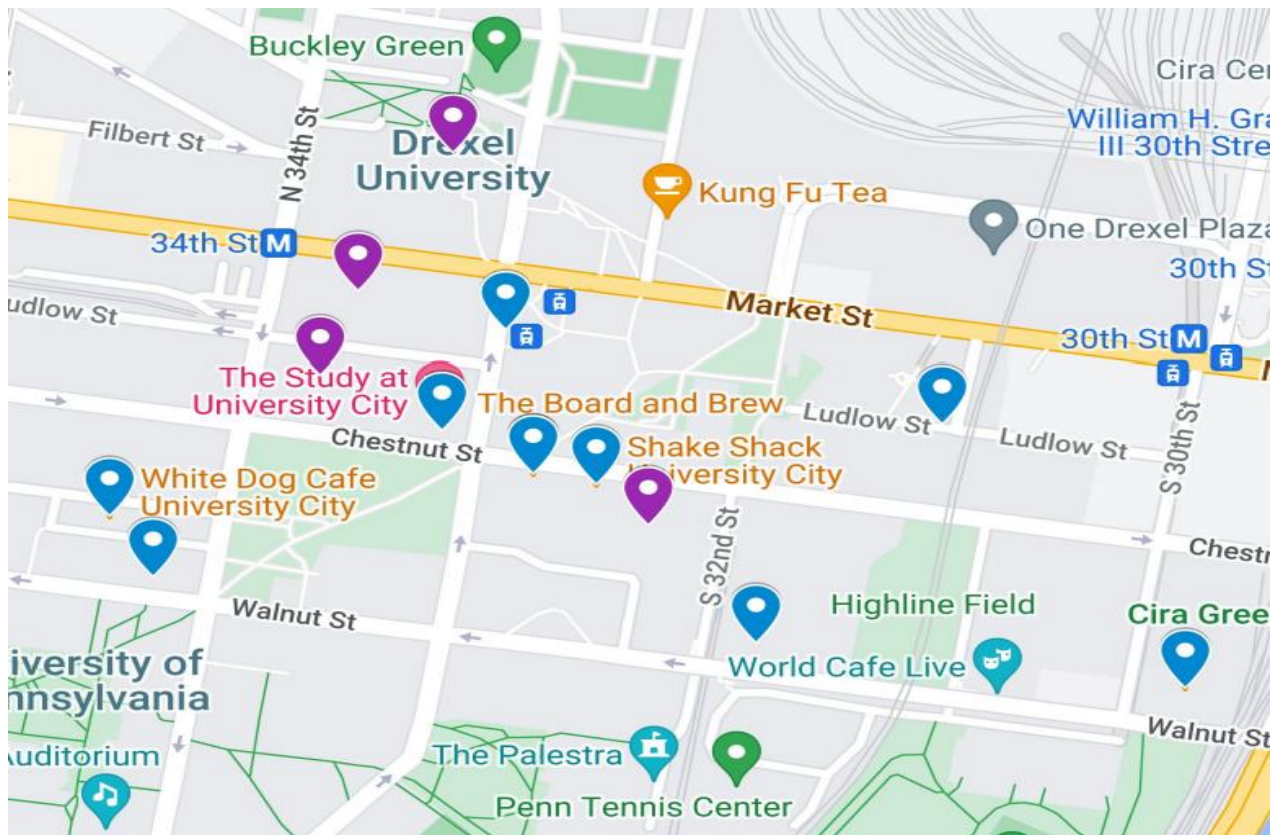 Buckley Green
Cira Cer
William H. Gra
III 30th Stre
Filbert St
N 34th St
Drexel
University
Kung Fu Tea
34th St M
One Drexel Plaza
30th St
udlow St
Market St
30th St M
M
The Study at
University City
The Board and Brew
Ludlow St
Ludlow St
Chestnut St
Shake Shack
University City
White Dog Cafe
University City
S 30th St
S 32nd St
Chestn
Walnut St
Highline Field
Cira Gree
iversity of
nnsylvania
World Cafe Live
Walnut St
Auditorium
The Palestra
Penn Tennis Center